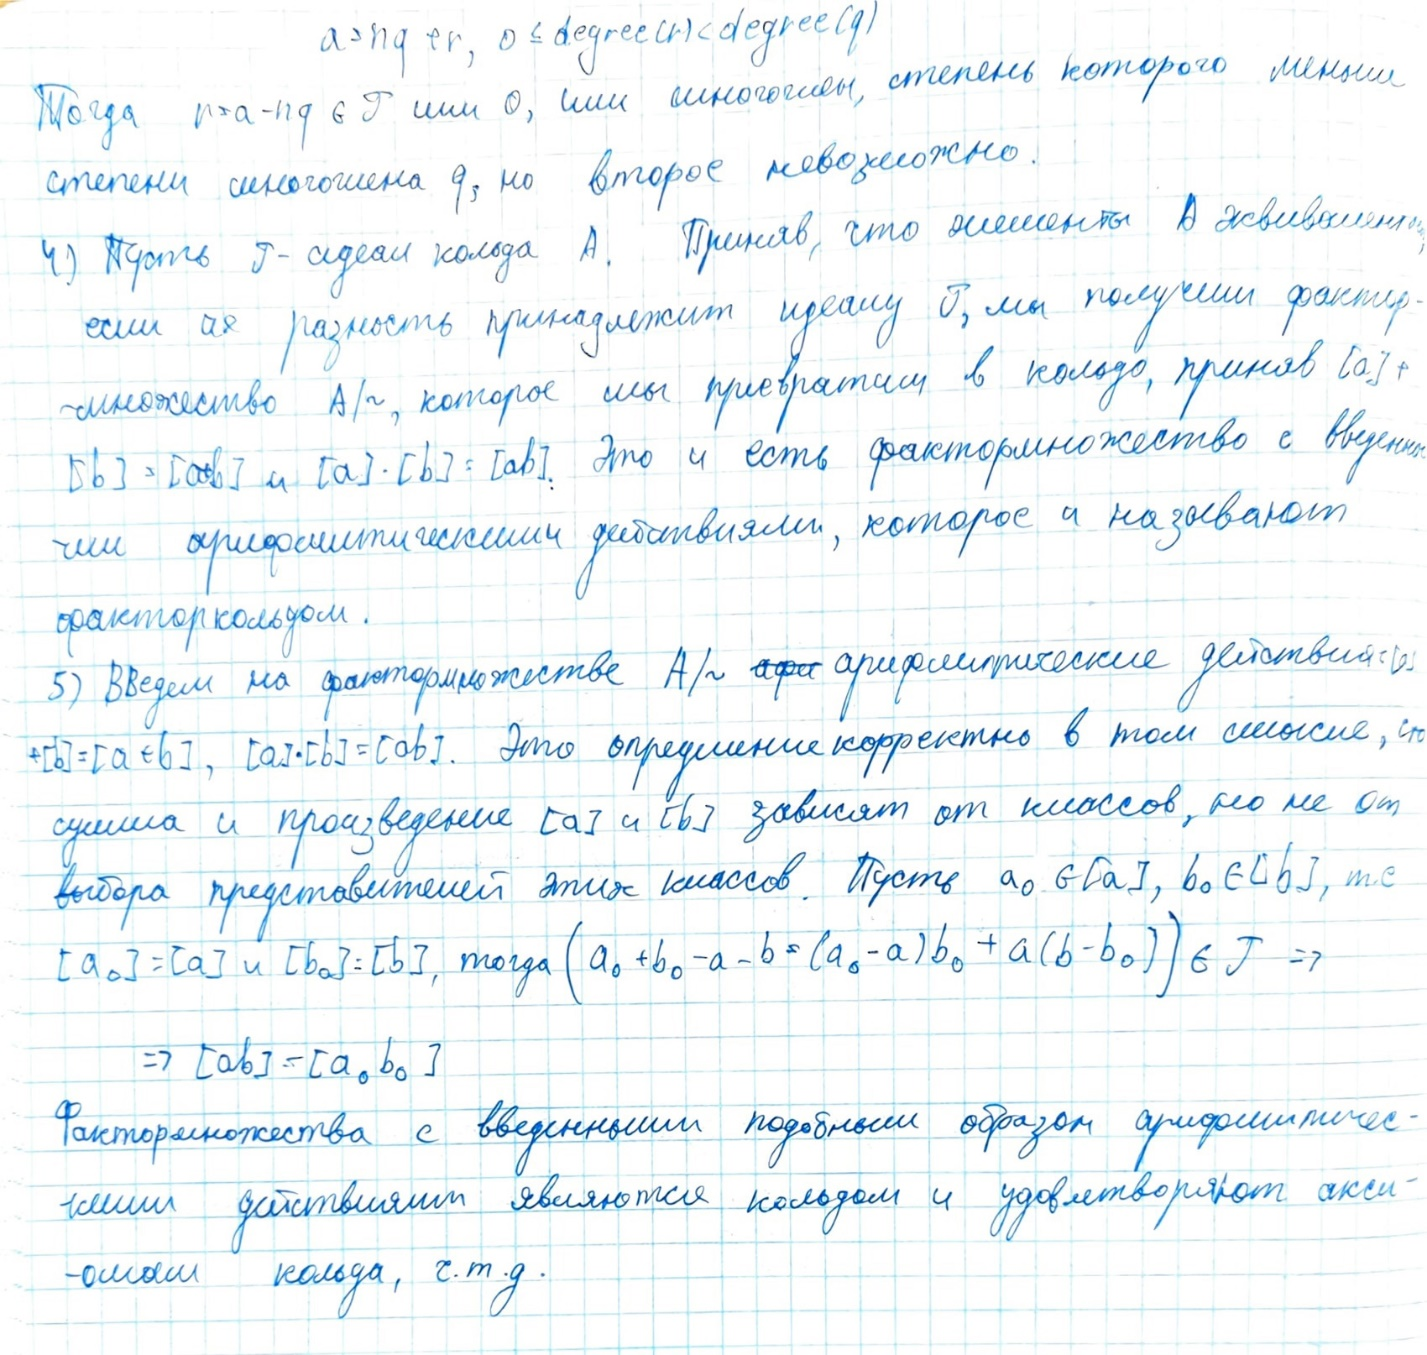 a = nq + r, 0 ≤ degree(r) < degree(q)
Тогда r = a - nq ∈ J или 0, или многочлены, степень которого меньше
степени многочлена q, но второе невозможно.
4) Пусть J - идеал кольца A. Приняв, что элементы A эквивалентны,
если их разность принадлежит идеалу J, мы получим фактор-
-множество A/~, которое мы превратим в кольцо, приняв [a] +
[b] = [a+b] и [a]·[b] = [ab]. Это и есть фактормножество с введенны-
ми арифметическими действиями, которое и называют
факторкольцом.
5) Введем на фактормножестве A/~ арифметические действия: [a]
+[b]=[a+b], [a]·[b]=[ab]. Это определение корректно в том смысле, что
сумма и произведение [a] и [b] зависят от классов, но не от
выбора представителей этих классов. Пусть a₀ ∈ [a], b₀ ∈ [b], т.е
[a₀]=[a] и [b₀]=[b], тогда (a₀ + b₀ - a - b = (a₀ - a)b₀ + a(b - b₀)) ∈ J =>
=> [ab] = [a₀b₀]
Фактормножества с введенными подобным образом арифметичес-
-кими действиями являются кольцом и удовлетворяют акси-
-омам кольца, ч.т.д.